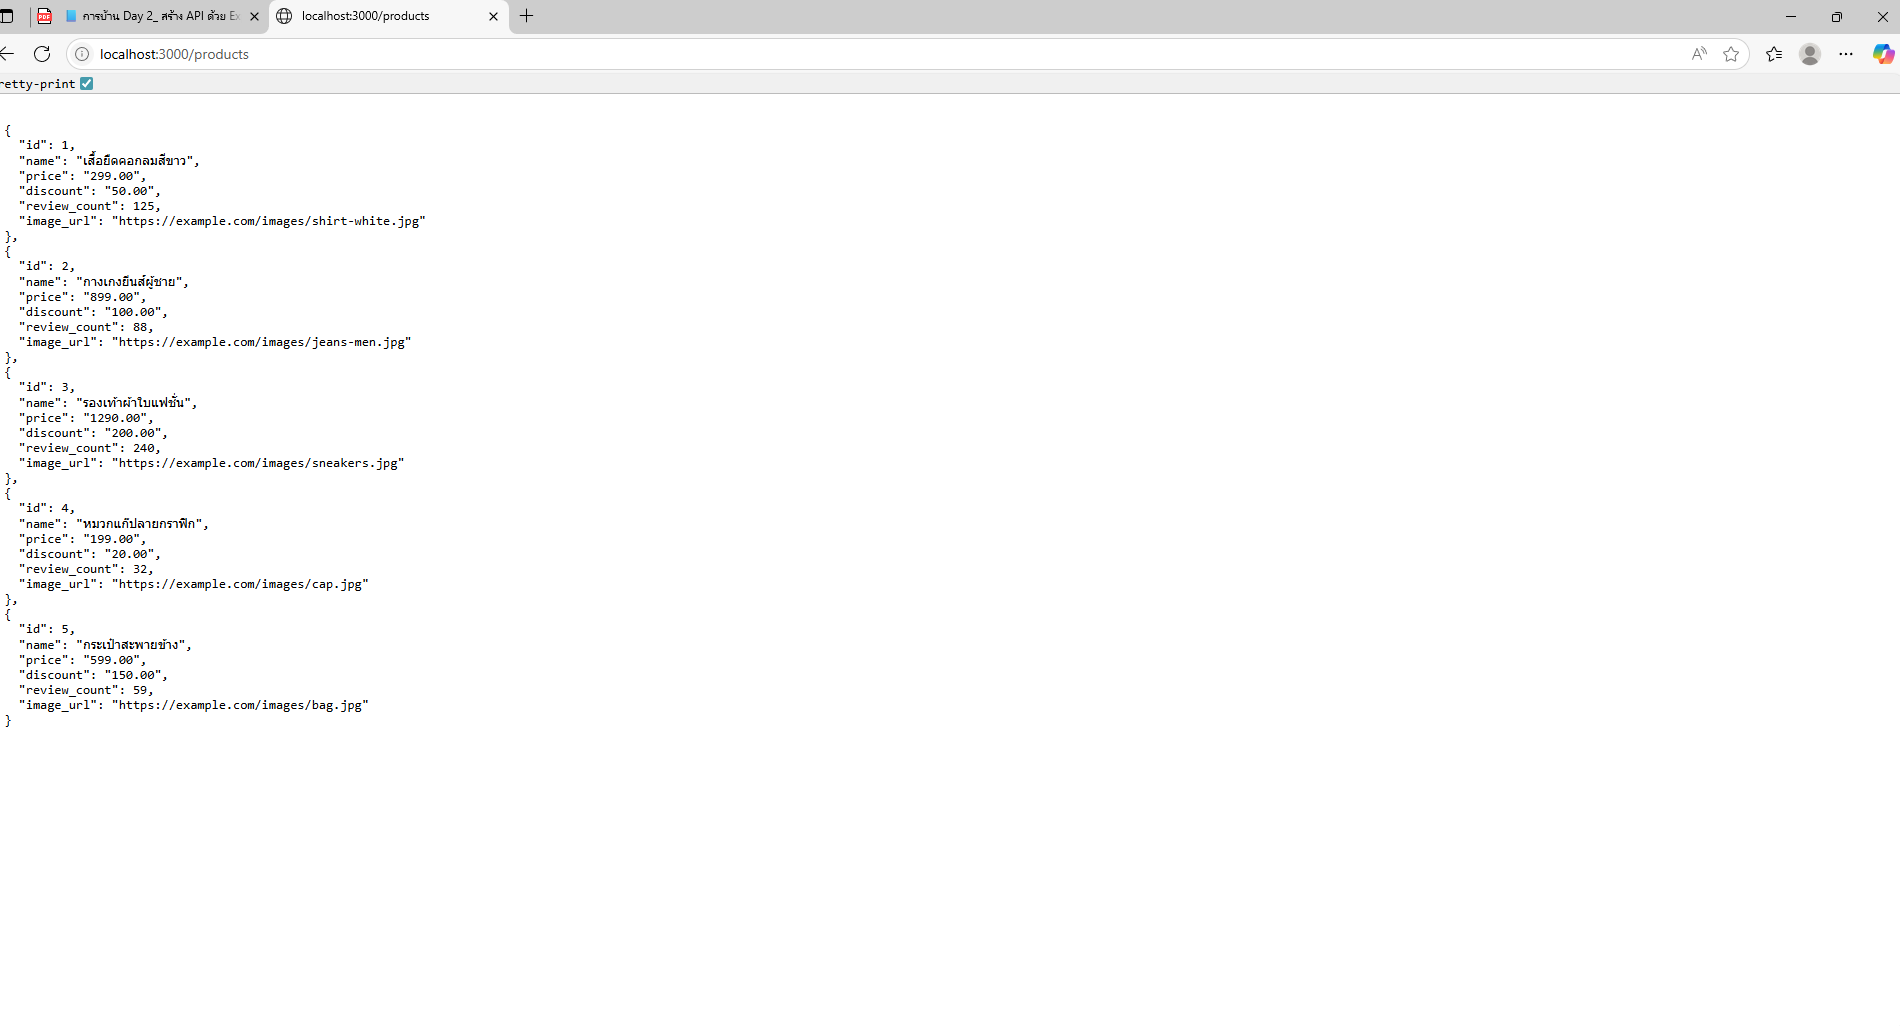 การบ้าน Day 2_ สร้าง API ด้วย Ex
localhost:3000/products
localhost:3000/products
retty-print
{
"id": 1,
"name": "เสื้อยืดคอกลมสีขาว",
"price": "299.00",
"discount": "50.00",
"review_count": 125,
"image_url": "https://example.com/images/shirt-white.jpg"
},
{
"id": 2,
"name": "กางเกงยีนส์ผู้ชาย",
"price": "899.00",
"discount": "100.00",
"review_count": 88,
"image_url": "https://example.com/images/jeans-men.jpg"
},
{
"id": 3,
"name": "รองเท้าผ้าใบแฟชั่น",
"price": "1290.00",
"discount": "200.00",
"review_count": 240,
"image_url": "https://example.com/images/sneakers.jpg"
},
{
"id": 4,
"name": "หมวกแก๊ปลายกราฟิก",
"price": "199.00",
"discount": "20.00",
"review_count": 32,
"image_url": "https://example.com/images/cap.jpg"
},
{
"id": 5,
"name": "กระเป๋าสะพายข้าง",
"price": "599.00",
"discount": "150.00",
"review_count": 59,
"image_url": "https://example.com/images/bag.jpg"
}